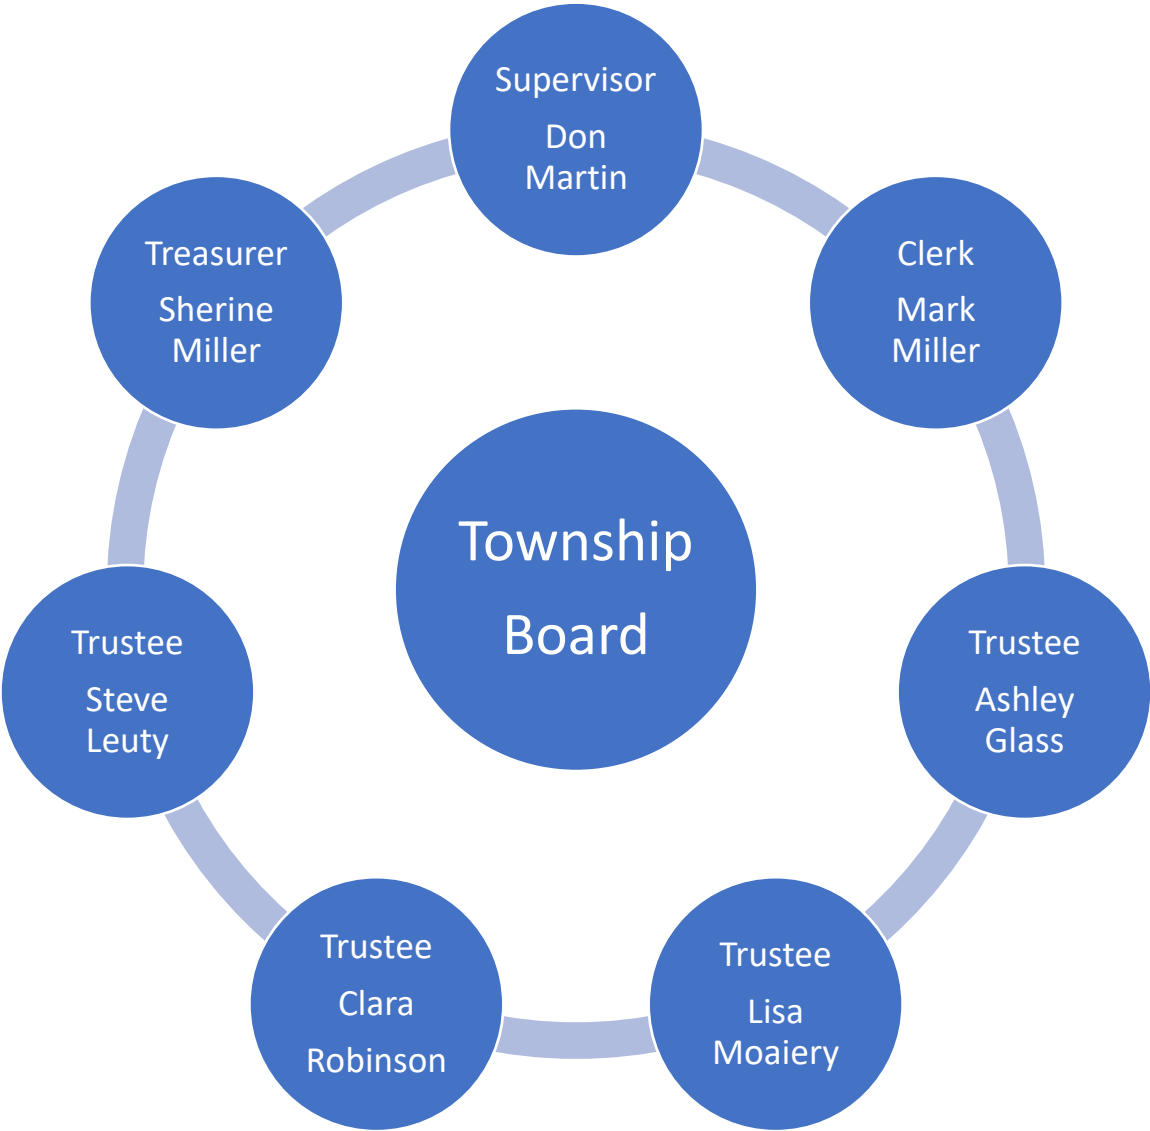 Supervisor
Don
Martin
Clerk
Mark
Miller
Trustee
Ashley
Glass
Trustee
Lisa
Moaiery
Trustee
Clara
Robinson
Trustee
Steve
Leuty
Treasurer
Sherine
Miller
Township
Board